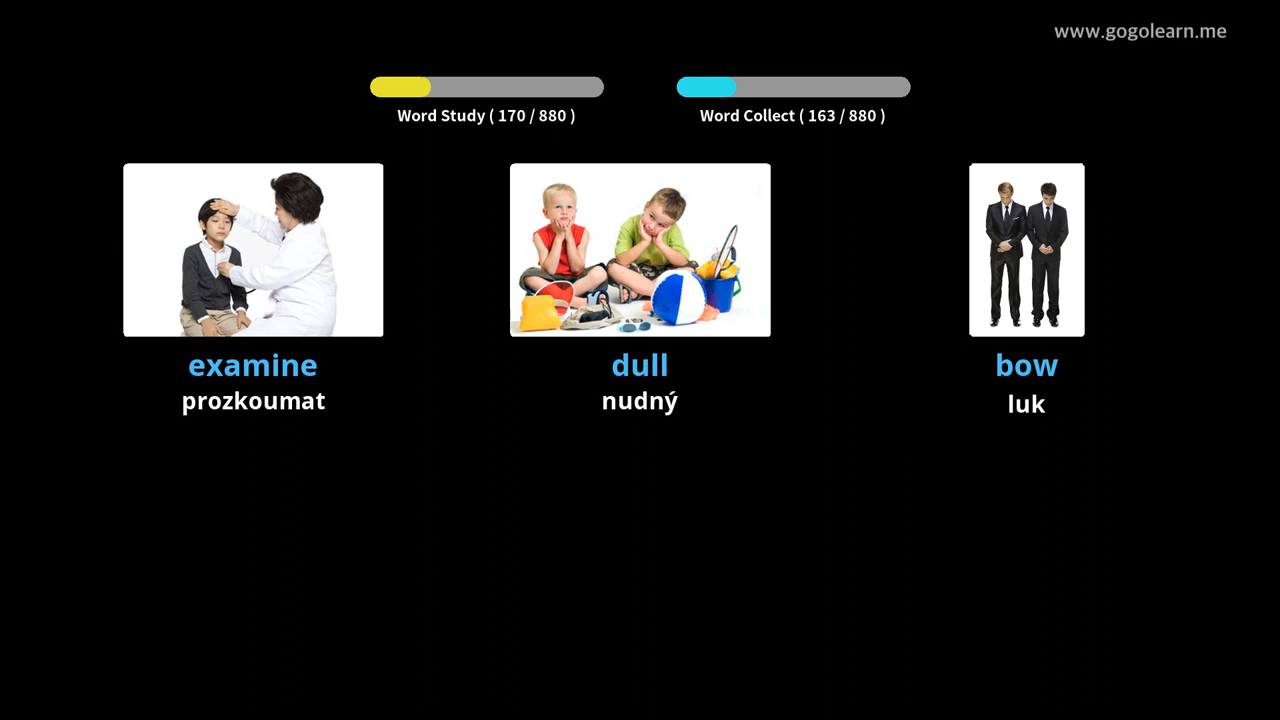 www.gogolearn.me
Word Study ( 170 / 880 )
Word Collect ( 163 / 880 )
examine
prozkoumat
dull
nudný
bow
luk